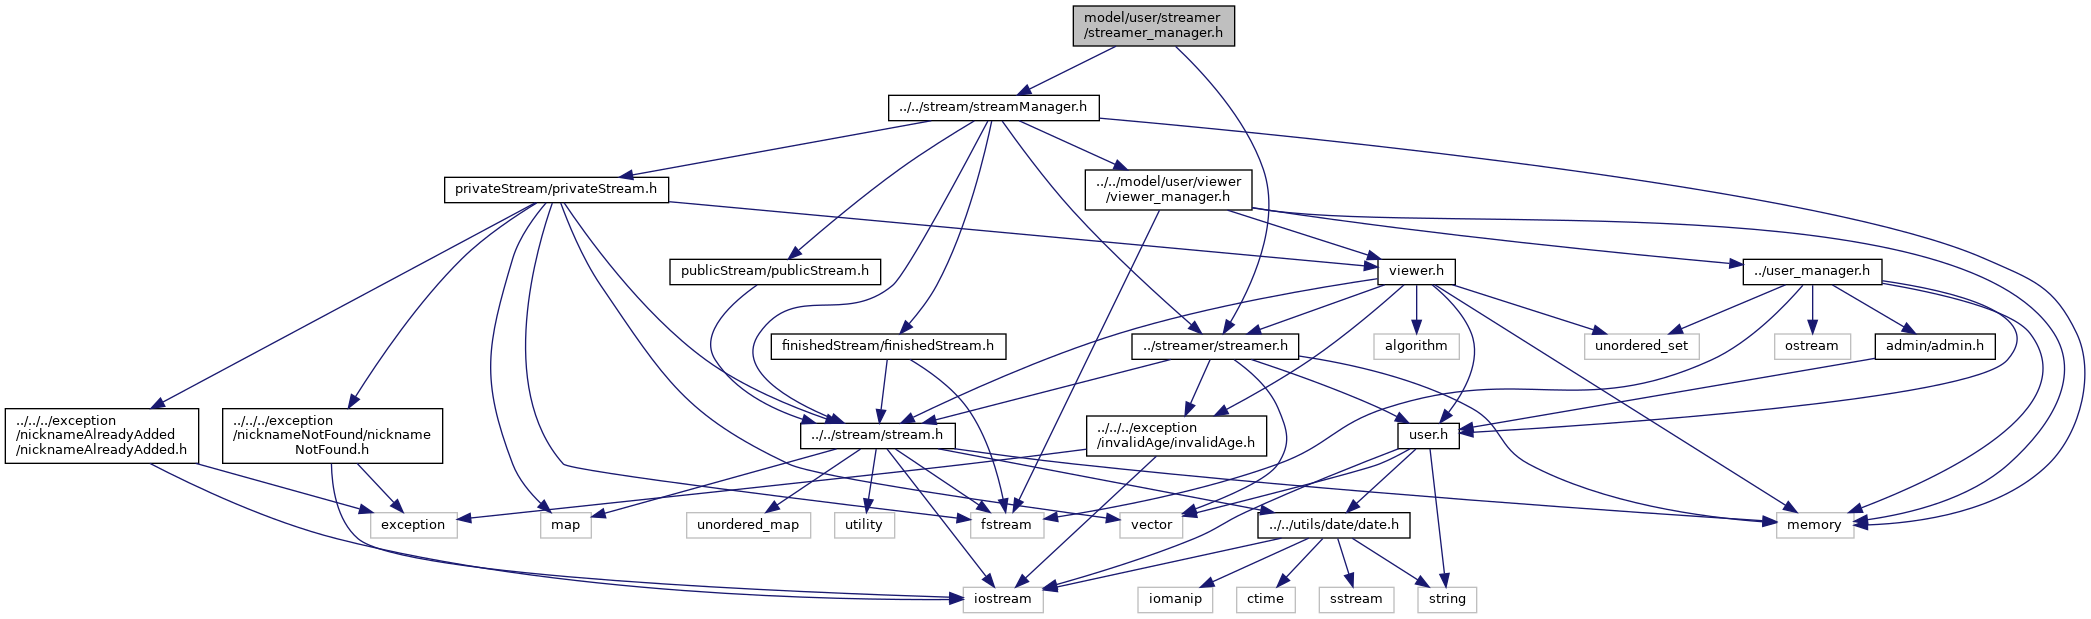 model/user/streamer
/streamer_manager.h
../../stream/streamManager.h
privateStream/privateStream.h
../../model/user/viewer
/viewer_manager.h
publicStream/publicStream.h
viewer.h
../user_manager.h
finishedStream/finishedStream.h
../streamer/streamer.h
algorithm
unordered_set
ostream
admin/admin.h
../../../exception
/nicknameAlreadyAdded
/nicknameAlreadyAdded.h
../../../exception
/nicknameNotFound/nickname
NotFound.h
../../stream/stream.h
../../../exception
/invalidAge/invalidAge.h
user.h
exception
map
unordered_map
utility
fstream
vector
../../utils/date/date.h
memory
iostream
iomanip
ctime
sstream
string